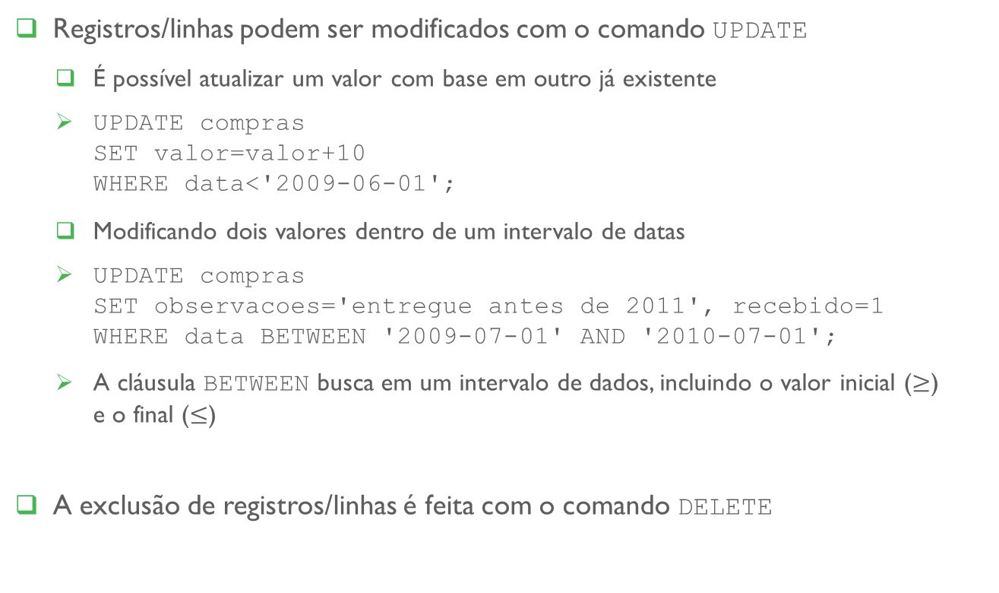 Registros/linhas podem ser modificados com o comando UPDATE
É possível atualizar um valor com base em outro já existente
UPDATE compras
SET valor=valor+10
WHERE data<'2009-06-01';
Modificando dois valores dentro de um intervalo de datas
UPDATE compras
SET observacoes='entregue antes de 2011', recebido=1
WHERE data BETWEEN '2009-07-01' AND '2010-07-01';
A cláusula BETWEEN busca em um intervalo de dados, incluindo o valor inicial (≥)
e o final (≤)
A exclusão de registros/linhas é feita com o comando DELETE